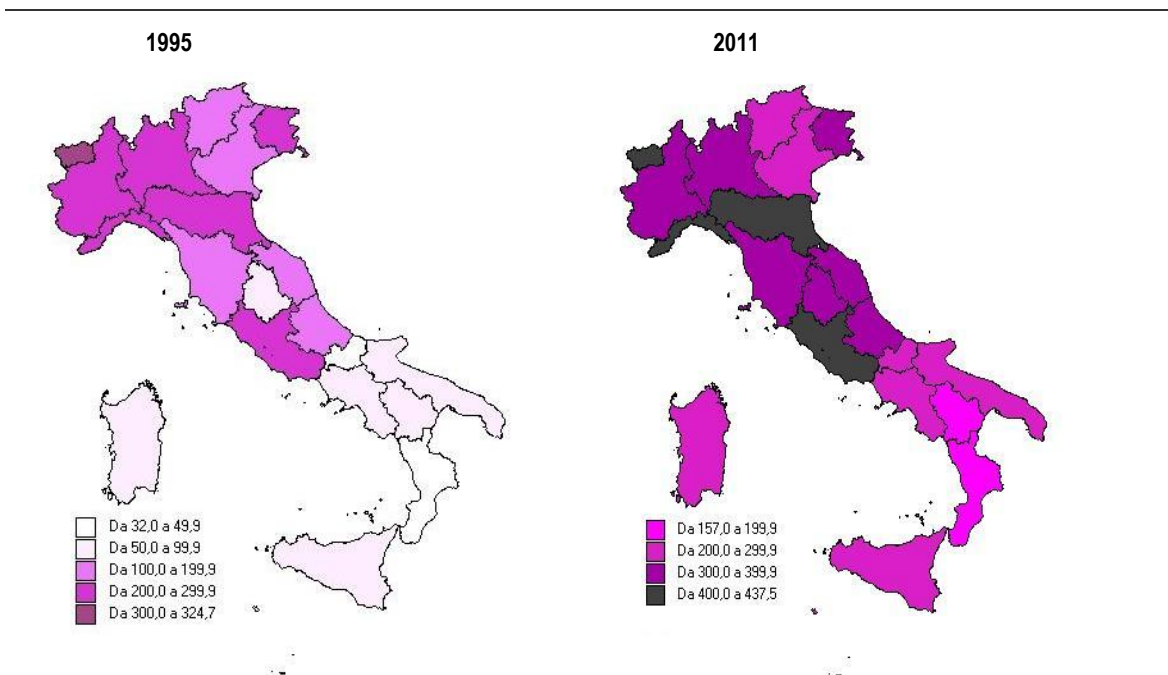 1995
2011
Da 32,0 a 49,9
Da 50,0 a 99,9
Da 100,0 a 199,9
Da 200,0 a 299,9
Da 300,0 a 324,7
Da 157,0 a 199,9
Da 200,0 a 299,9
Da 300,0 a 399,9
Da 400,0 a 437,5